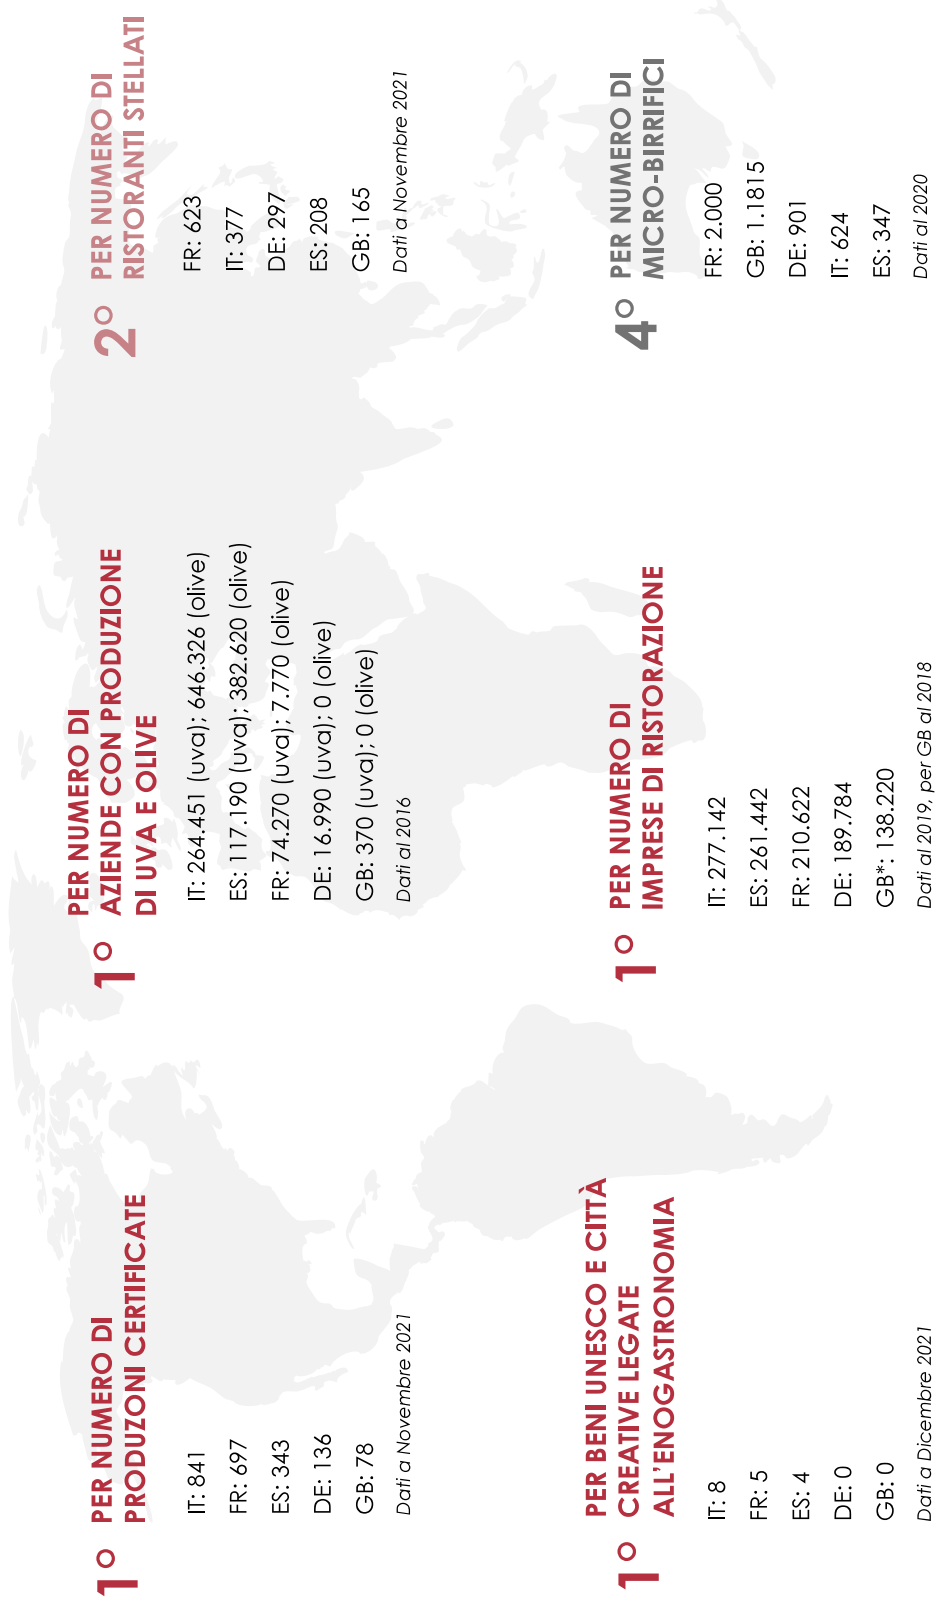 1°
PER NUMERO DI
PRODUZONI CERTIFICATE
IT: 841
FR: 697
ES: 343
DE: 136
GB: 78
Dati a Novembre 2021
1°
PER NUMERO DI
AZIENDE CON PRODUZIONE
DI UVA E OLIVE
IT: 264.451 (uva); 646.326 (olive)
ES: 117.190 (uva); 382.620 (olive)
FR: 74.270 (uva); 7.770 (olive)
DE: 16.990 (uva); 0 (olive)
GB: 370 (uva); 0 (olive)
Dati al 2016
2°
PER NUMERO DI
RISTORANTI STELLATI
FR: 623
IT: 377
DE: 297
ES: 208
GB: 165
Dati a Novembre 2021
1°
PER BENI UNESCO E CITTÀ
CREATIVE LEGATE
ALL'ENOGASTRONOMIA
IT: 8
FR: 5
ES: 4
DE: 0
GB: 0
Dati a Dicembre 2021
1°
PER NUMERO DI
IMPRESE DI RISTORAZIONE
IT: 277.142
ES: 261.442
FR: 210.622
DE: 189.784
GB*: 138.220
Dati al 2019, per GB al 2018
4°
PER NUMERO DI
MICRO-BIRRIFICI
FR: 2.000
GB: 1.1815
DE: 901
IT: 624
ES: 347
Dati al 2020